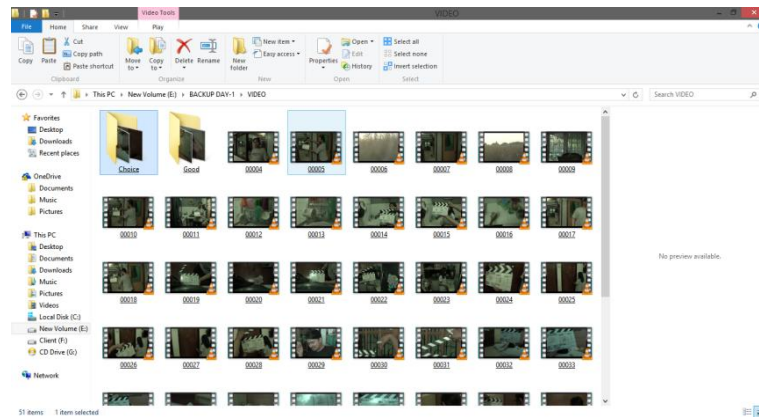 Video Tools
VIDEO
File Home Share View Play
Copy
Paste
Cut
Copy path
Paste shortcut
Clipboard
Move to
Copy to
Delete
Rename
Organize
New folder
New item
Easy access
New
Properties
Open
Edit
History
Open
Select all
Select none
Invert selection
Select
This PC New Volume (E:) BACKUP DAY-1 VIDEO
Search VIDEO
Favorites
Desktop
Downloads
Recent places
OneDrive
Documents
Music
Pictures
This PC
Desktop
Documents
Downloads
Music
Pictures
Videos
Local Disk (C:)
New Volume (E:)
Client (F:)
CD Drive (G:)
Network
Choice Good 00004 00005 00006 00007 00008 00009
00010 00011 00012 00013 00014 00015 00016 00017
00018 00019 00020 00021 00022 00023 00024 00025
00026 00027 00028 00029 00030 00031 00032 00033
No preview available.
51 items 1 item selected